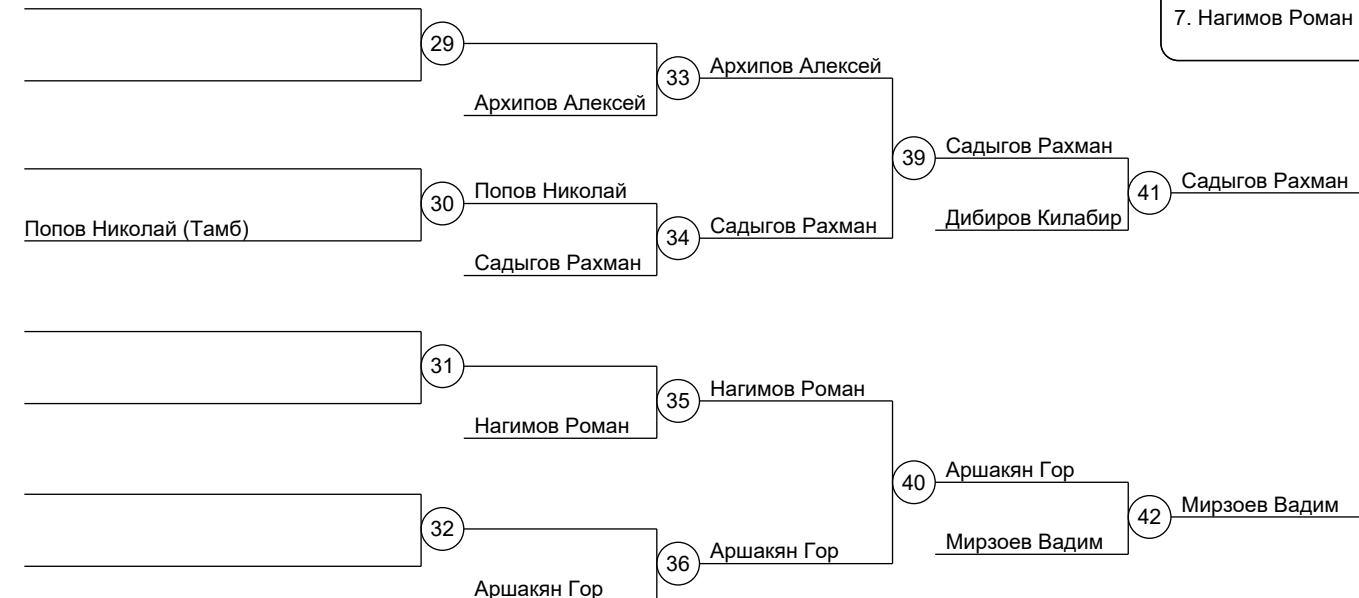 7. Нагимов Роман
29
33
Архипов Алексей
Архипов Алексей
39
Садыгов Рахман
41
Садыгов Рахман
30
Попов Николай
Попов Николай (Тамб)
34
Садыгов Рахман
Дибиров Килабир
Садыгов Рахман
31
35
Нагимов Роман
Нагимов Роман
40
Аршакян Гор
42
Мирзоев Вадим
32
36
Аршакян Гор
Мирзоев Вадим
Аршакян Гор